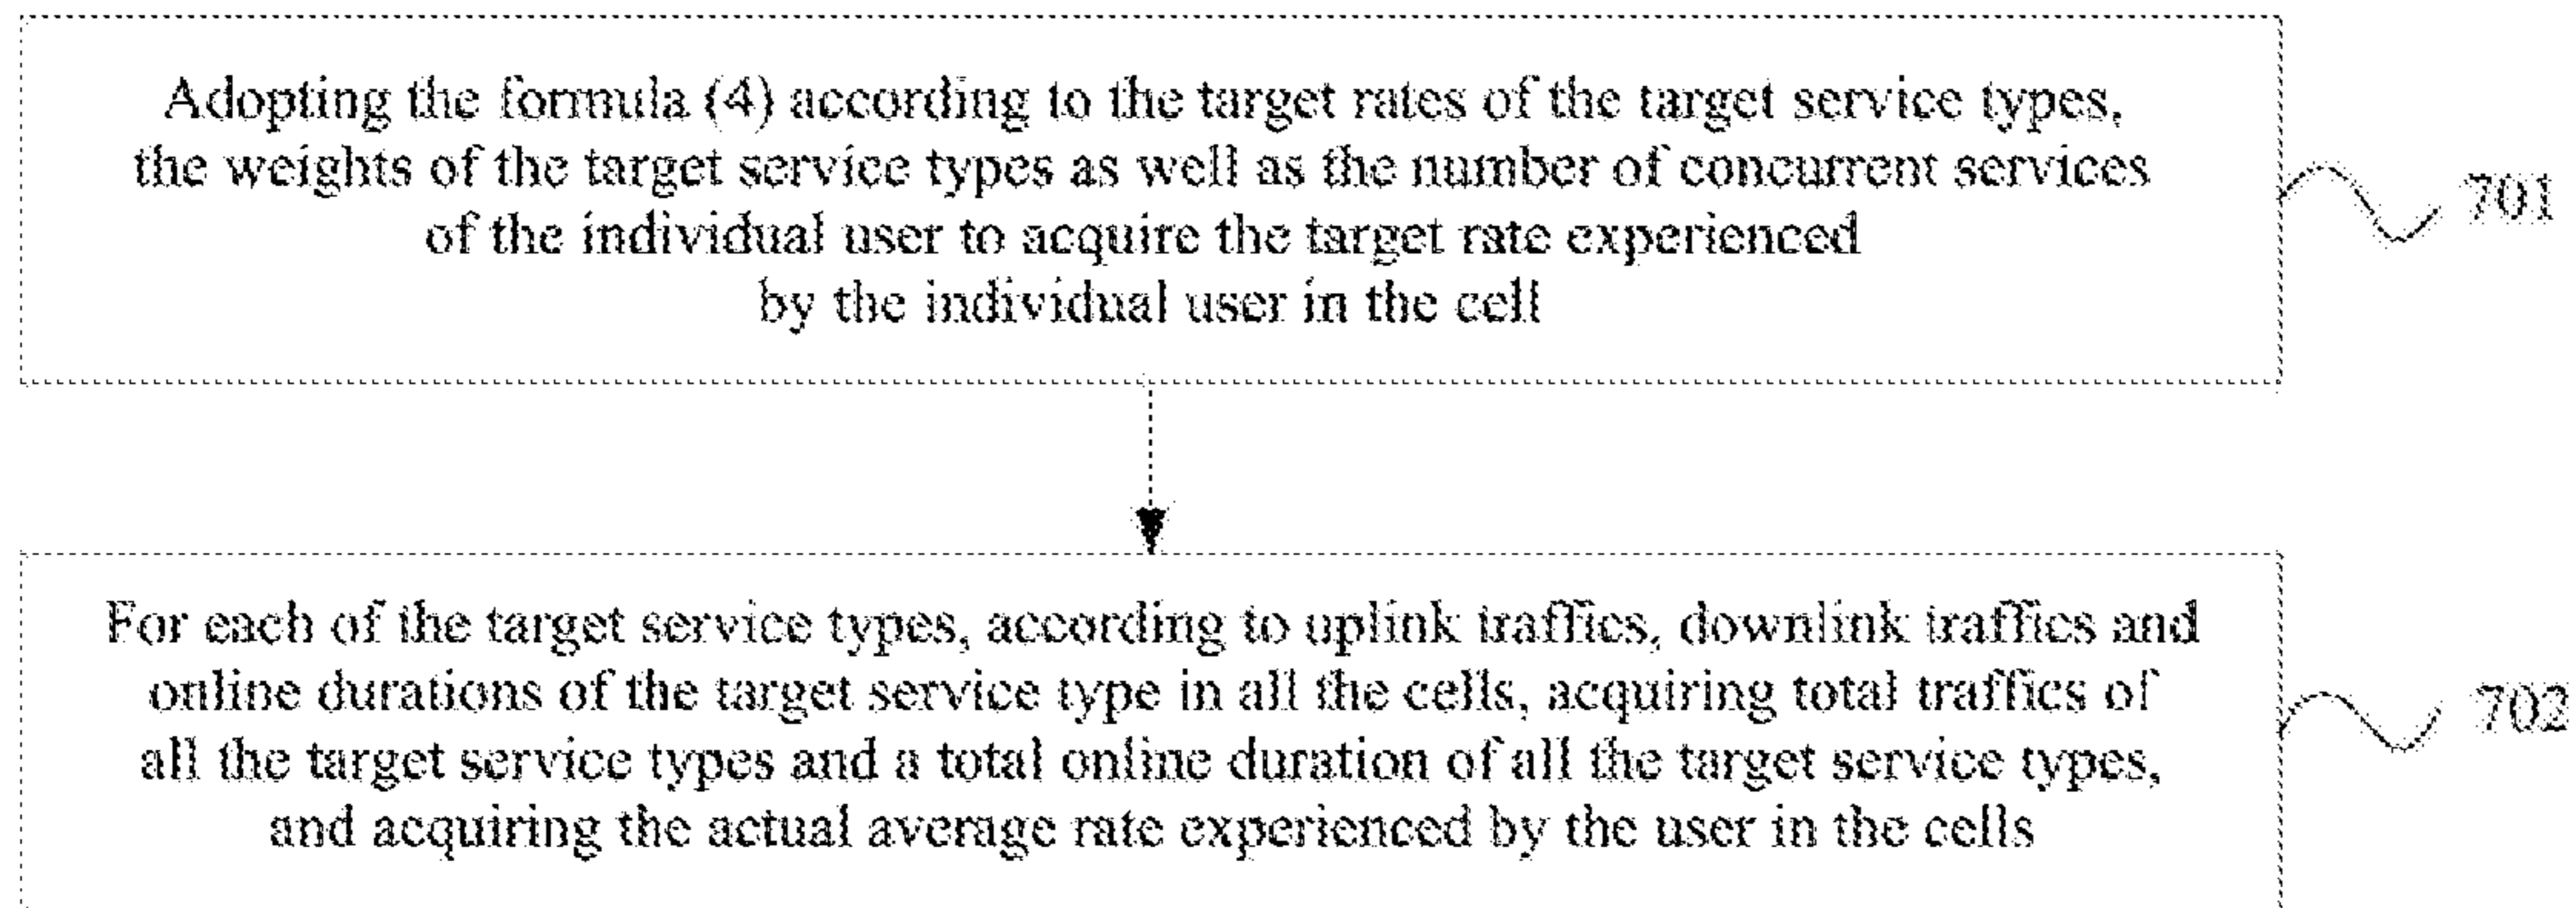 Adopting the formula (4) according to the target rates of the target service types,
the weights of the target service types as well as the number of concurrent services
of the individual user to acquire the target rate experienced
by the individual user in the cell
701
For each of the target service types, according to uplink traffics, downlink traffics and
online durations of the target service type in all the cells, acquiring total traffics of
all the target service types and a total online duration of all the target service types,
and acquiring the actual average rate experienced by the user in the cells
702